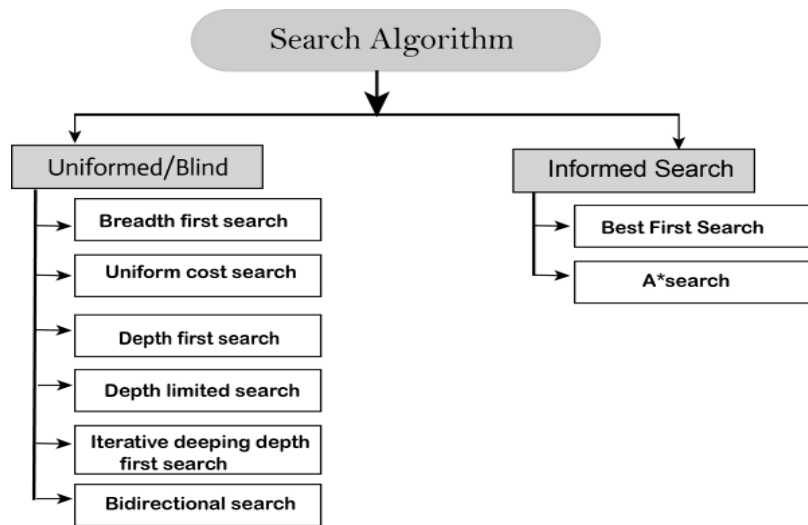 Search Algorithm
Uniformed/Blind
Breadth first search
Uniform cost search
Depth first search
Depth limited search
Iterative deeping depth
first search
Bidirectional search
Informed Search
Best First Search
A*search